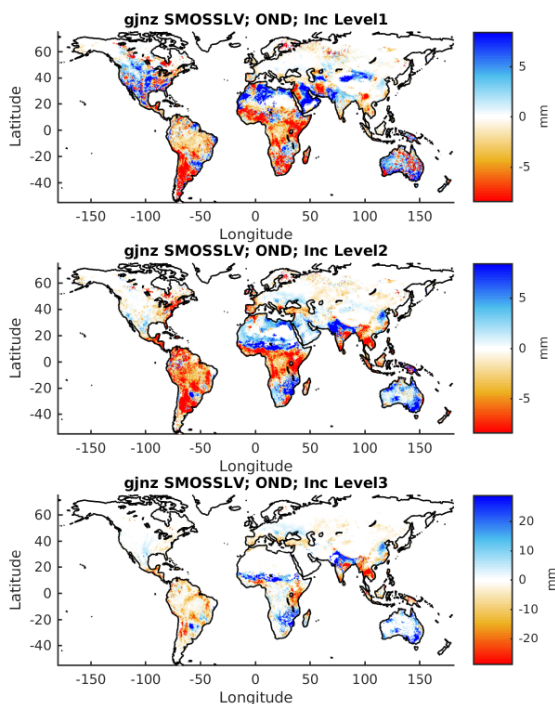 gjnz SMOSSLV; OND; Inc Level1
60
40
20
0
-20
-40
Latitude
-150 -100 -50 0 50 100 150
Longitude
5
0
-5
mm
gjnz SMOSSLV; OND; Inc Level2
60
40
20
0
-20
-40
Latitude
-150 -100 -50 0 50 100 150
Longitude
5
0
-5
mm
gjnz SMOSSLV; OND; Inc Level3
60
40
20
0
-20
-40
Latitude
-150 -100 -50 0 50 100 150
Longitude
20
10
0
-10
-20
mm